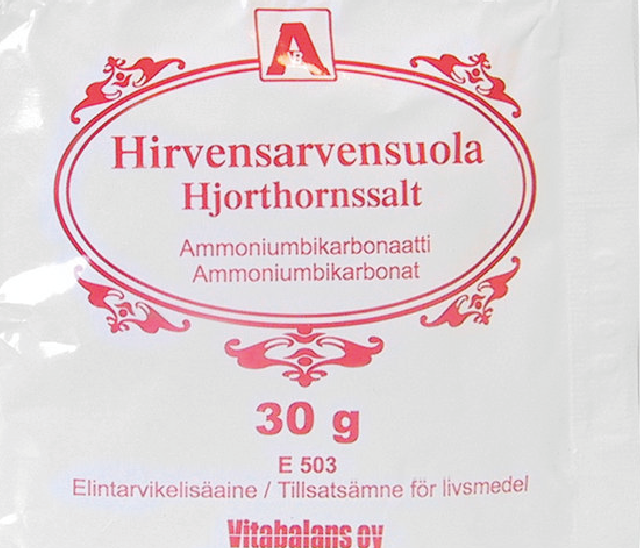 A
Hirvensarvensuola
Hjorthornssalt
Ammoniumbikarbonaatti
Ammoniumbikarbonat
30 g
E 503
Elintarvikelisäaine / Tillsatsämne för livsmedel
Vitabalans oy